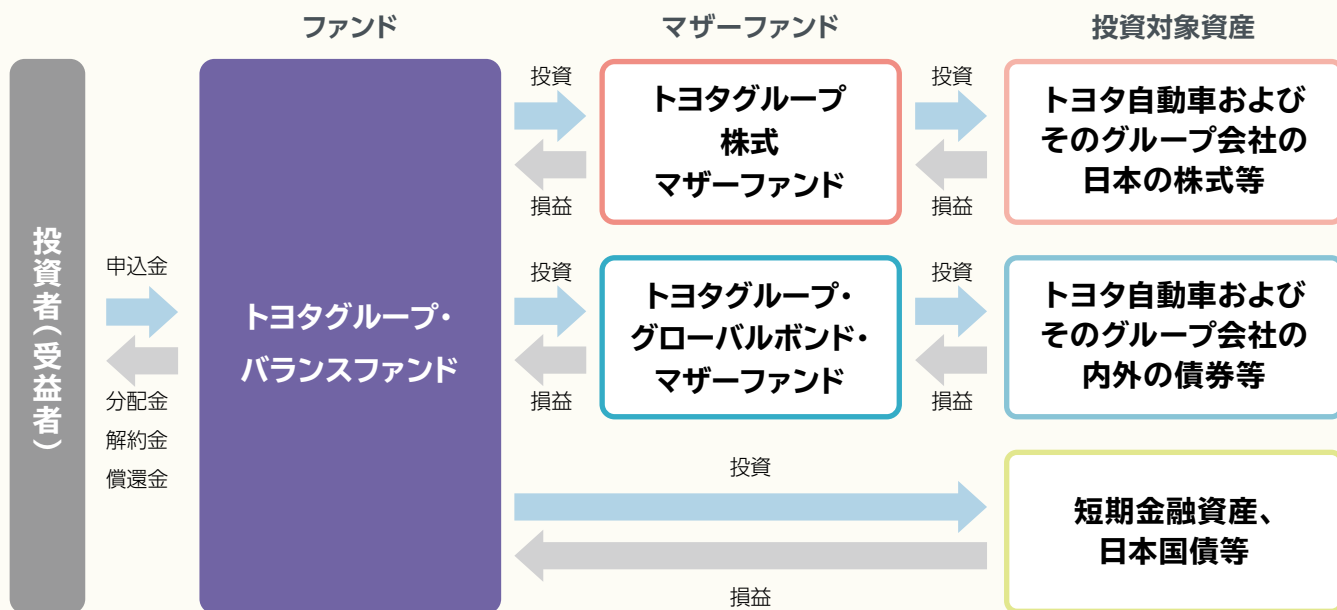 ファンド
マザーファンド
投資対象資産
投資者(受益者)
申込金
分配金
解約金
償還金
トヨタグループ・
バランスファンド
投資
損益
トヨタグループ
株式
マザーファンド
投資
損益
トヨタ自動車および
そのグループ会社の
日本の株式等
投資
損益
トヨタグループ・
グローバルボンド・
マザーファンド
投資
損益
トヨタ自動車および
そのグループ会社の
内外の債券等
投資
損益
短期金融資産、
日本国債等